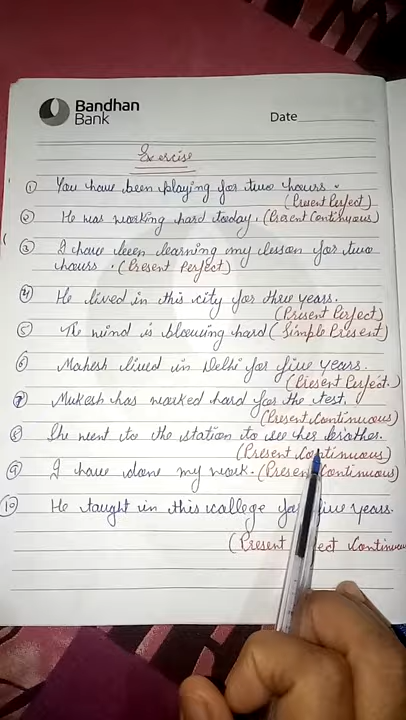 Bandhan
Bank
Date
Exercise
① You have been playing for two hours.
(Present Perfect)
② He was working hard today. (Present Continuous)
③ I have been learning my lesson for two
hours. (Present Perfect)
④ He lived in this city for three years.
(Present Perfect)
⑤ The wind is blowing hard (Simple Present)
⑥ Mahesh lived in Delhi for five years.
(Present Perfect.)
⑦ Mukesh has worked hard for the test.
(Present Continuous)
⑧ She went to the station to see her brother.
(Present Continuous)
⑨ I have done my work. (Present Continuous)
⑩ He taught in this college for five years.
(Present Continuous